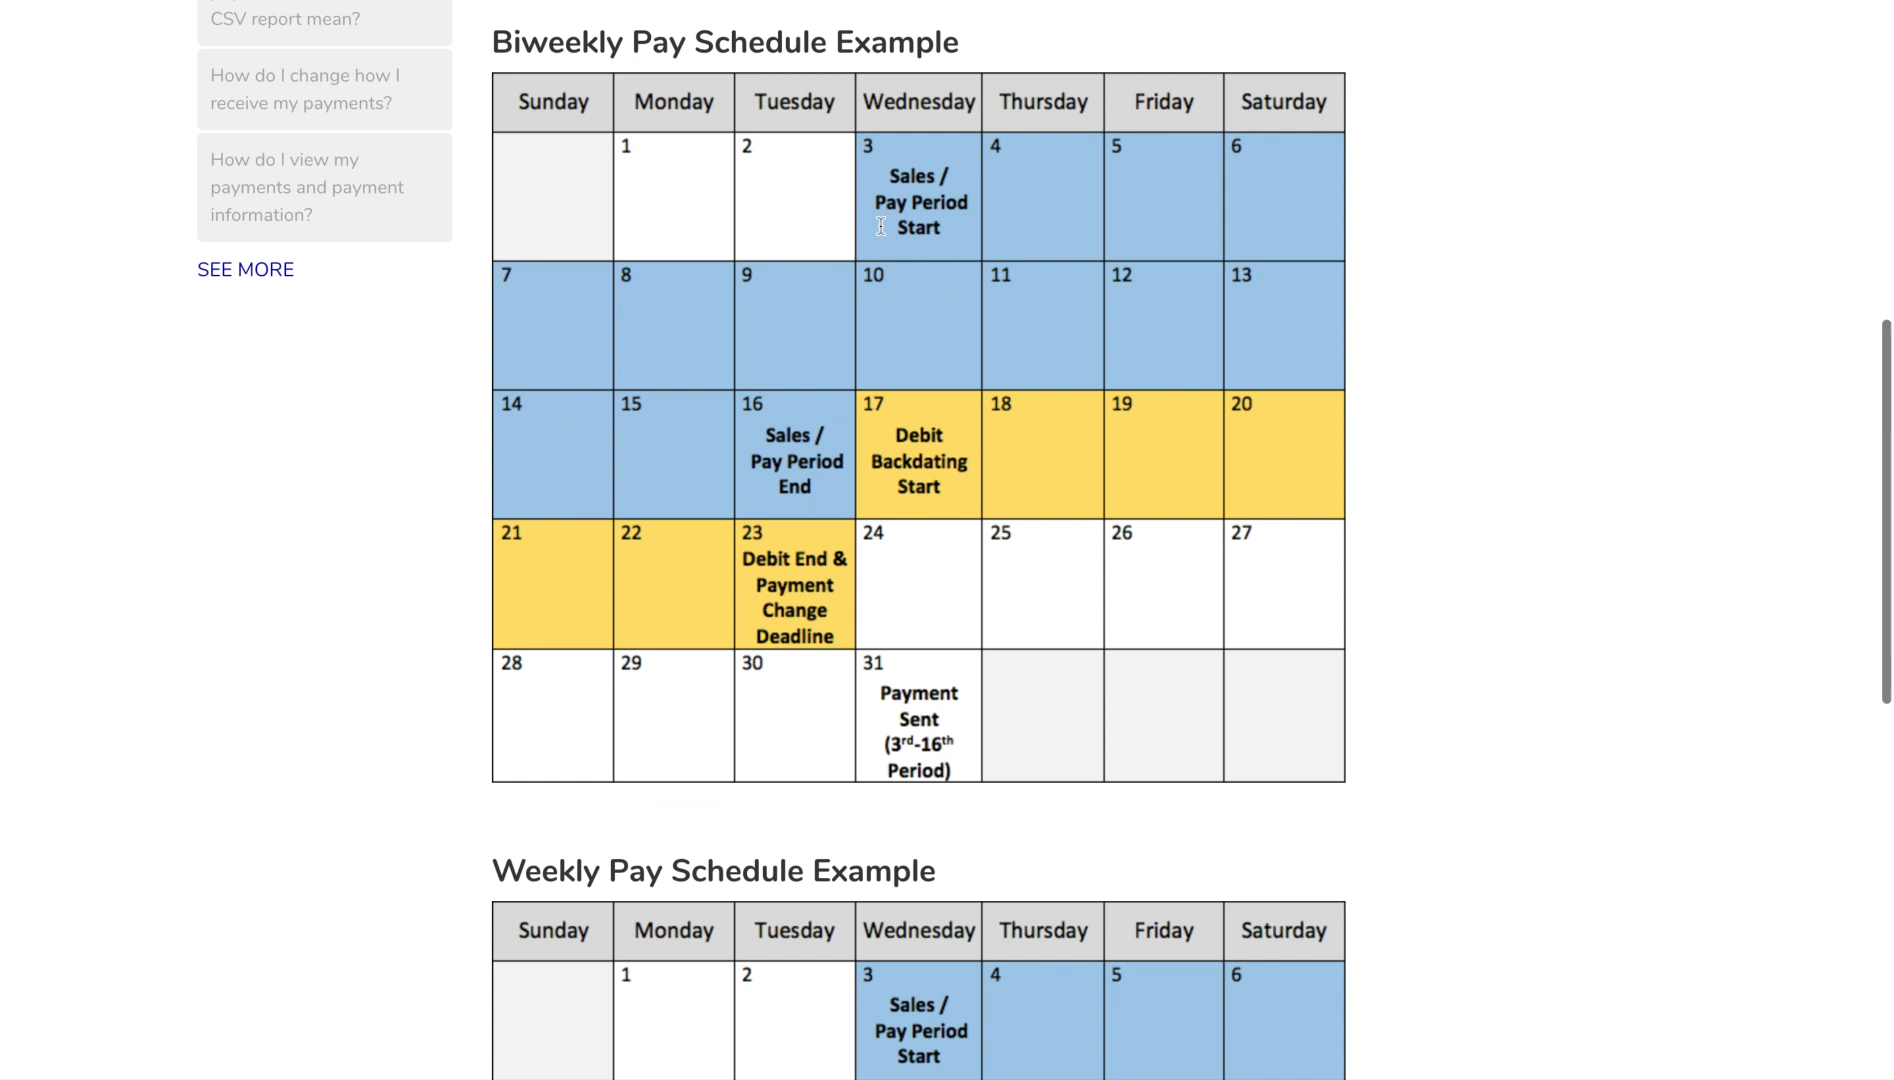 CSV report mean?
How do I change how I
receive my payments?
How do I view my
payments and payment
information?
SEE MORE
Biweekly Pay Schedule Example
Sunday Monday Tuesday Wednesday Thursday Friday Saturday
1 2 3 4 5 6
Sales /
Pay Period
Start
7 8 9 10 11 12 13
14 15 16 17 18 19 20
Sales /
Pay Period
End
Debit
Backdating
Start
21 22 23 24 25 26 27
Debit End &
Payment
Change
Deadline
28 29 30 31
Payment
Sent
(3rd-16th
Period)
Weekly Pay Schedule Example
Sunday Monday Tuesday Wednesday Thursday Friday Saturday
1 2 3 4 5 6
Sales /
Pay Period
Start